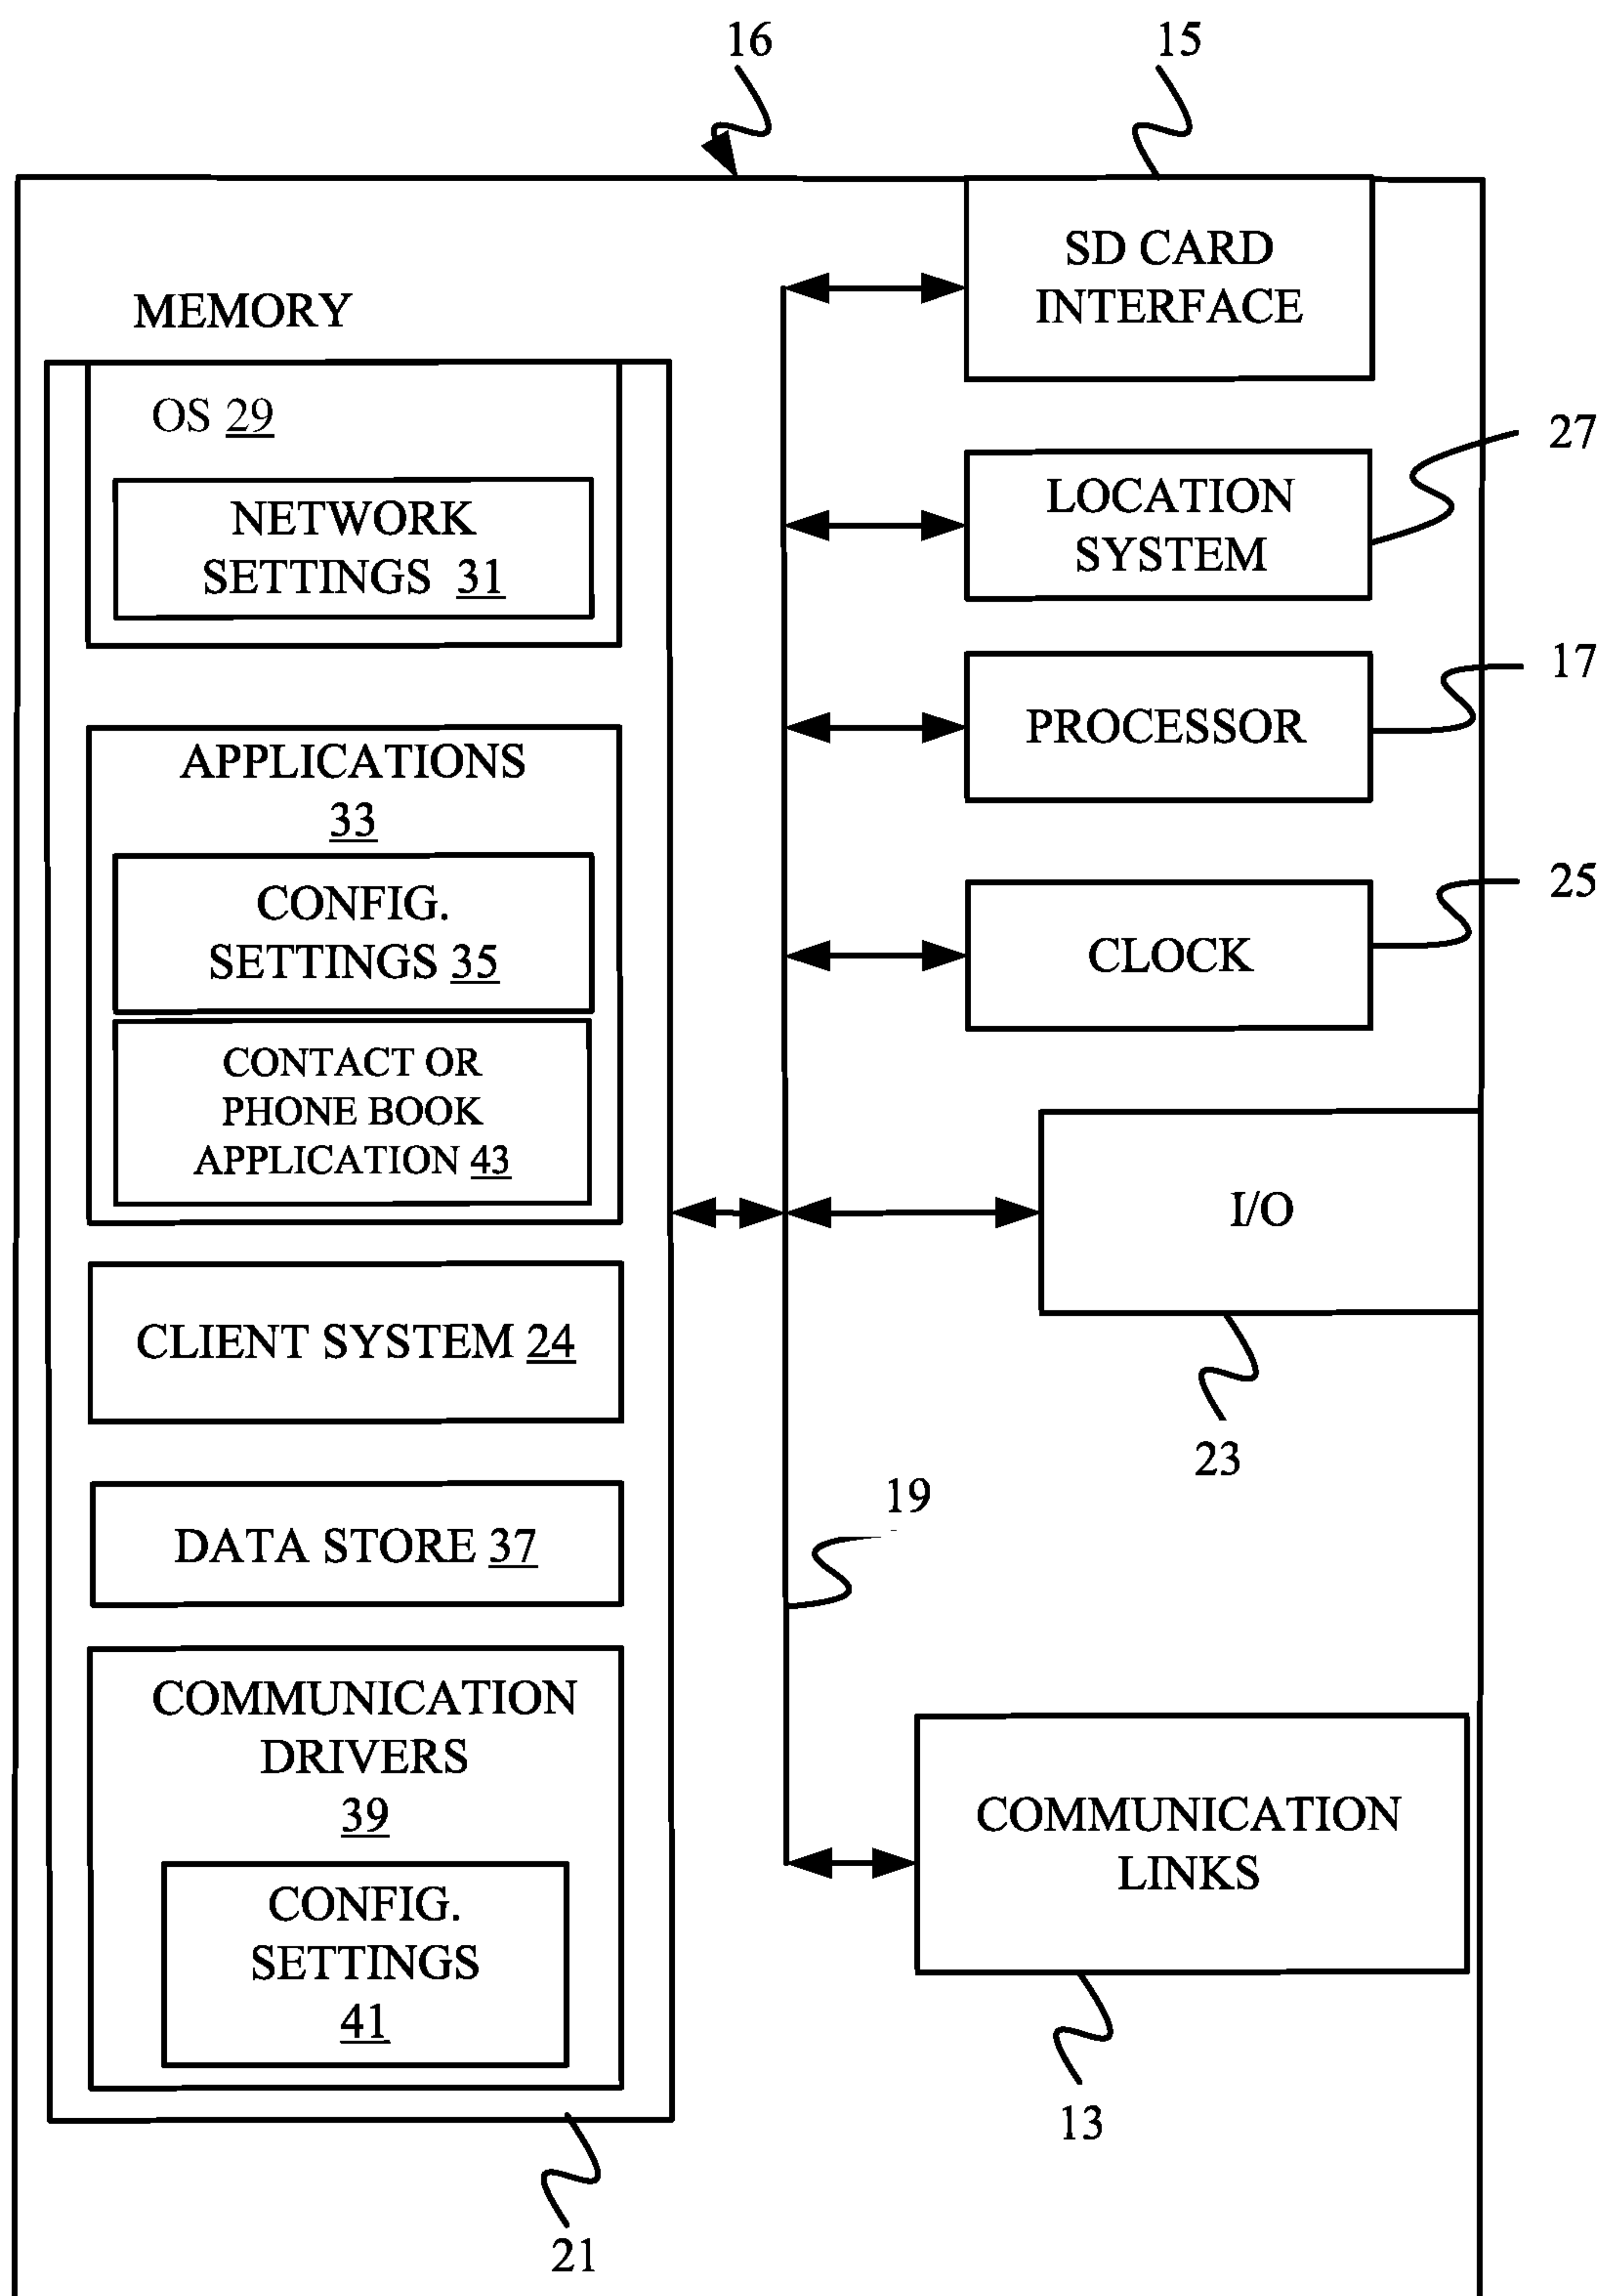 16
15
SD CARD
INTERFACE
MEMORY
OS 29
NETWORK
SETTINGS 31
27
LOCATION
SYSTEM
17
PROCESSOR
APPLICATIONS
33
CONFIG.
SETTINGS 35
25
CLOCK
CONTACT OR
PHONE BOOK
APPLICATION 43
I/O
CLIENT SYSTEM 24
23
19
DATA STORE 37
COMMUNICATION
DRIVERS
39
COMMUNICATION
LINKS
CONFIG.
SETTINGS
41
13
21